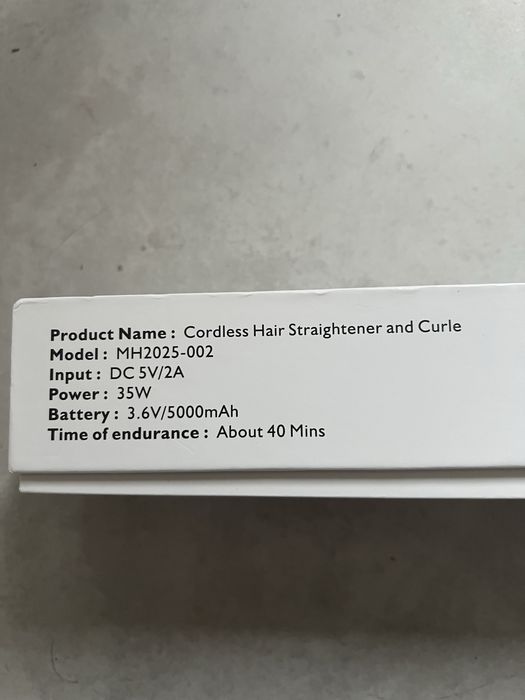 Product Name : Cordless Hair Straightener and Curle
Model : MH2025-002
Input : DC 5V/2A
Power : 35W
Battery : 3.6V/5000mAh
Time of endurance : About 40 Mins